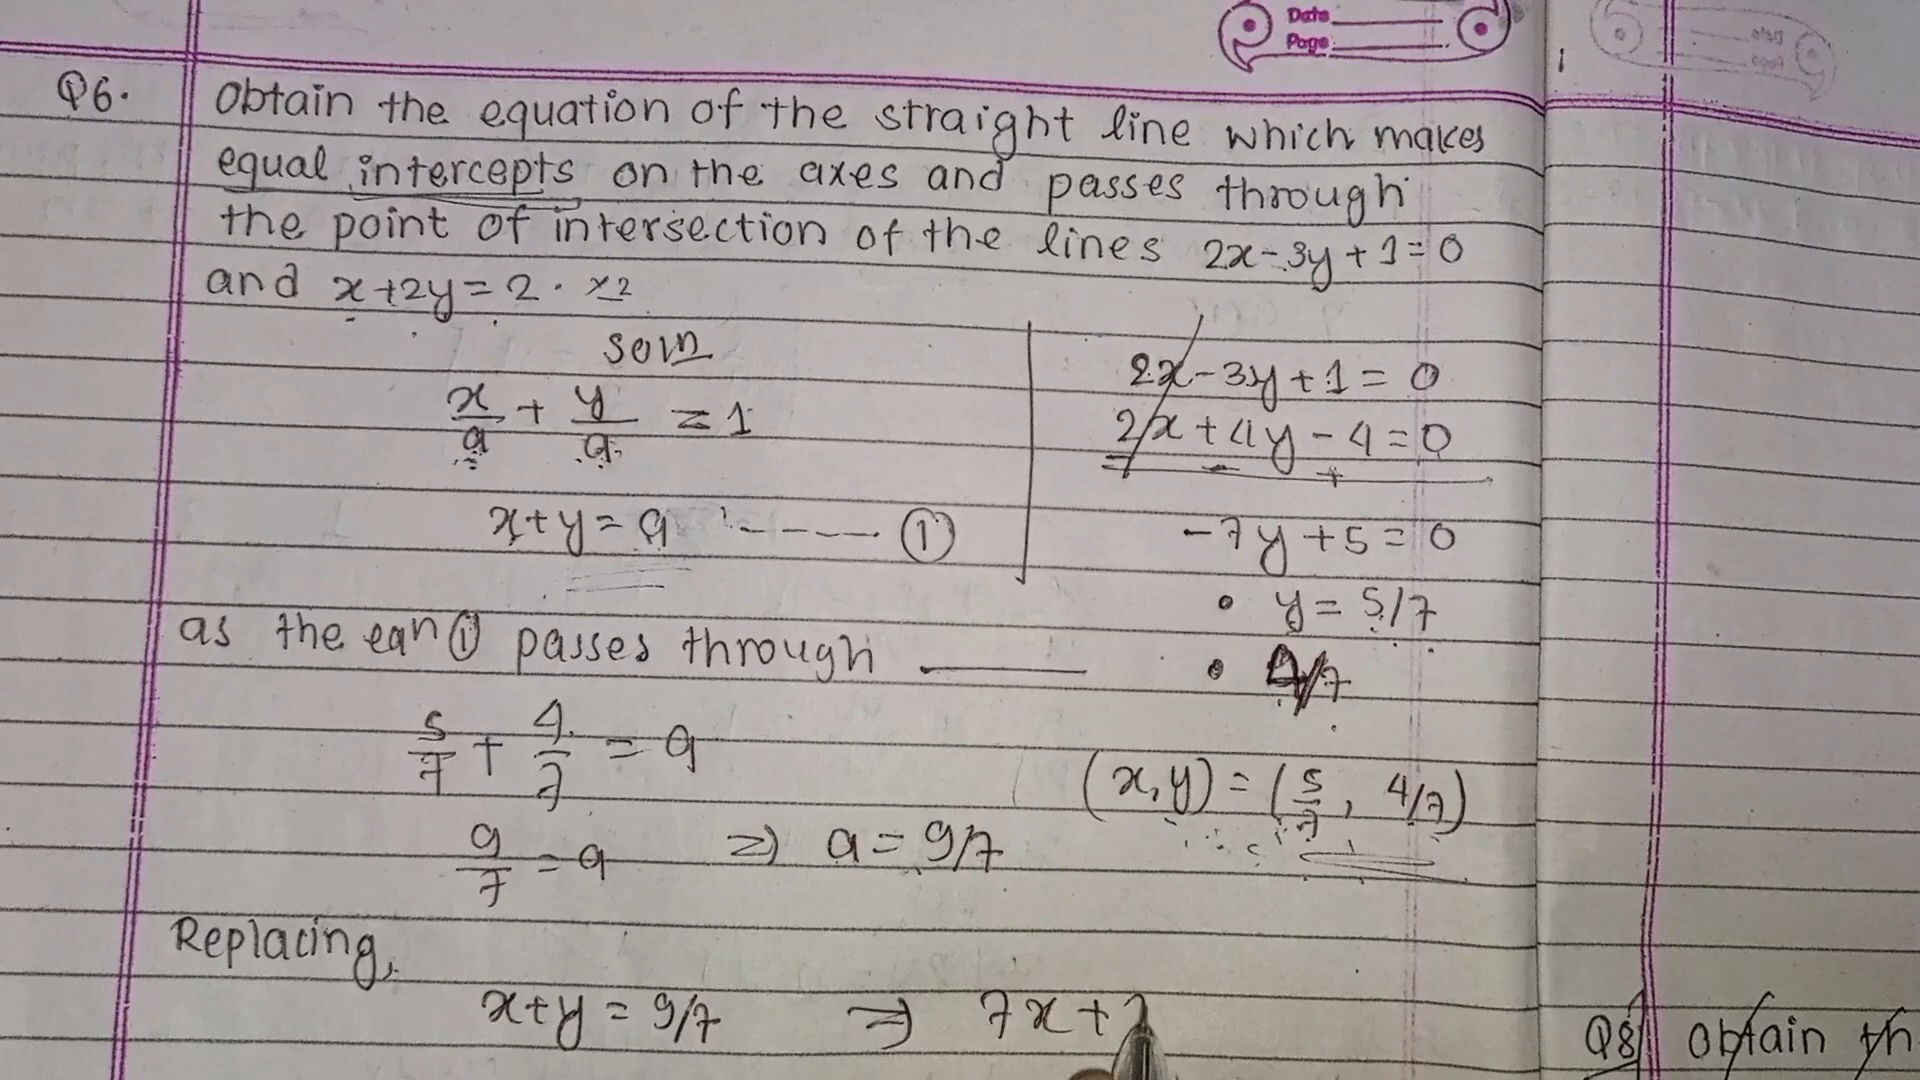 Date
Page
Q6. Obtain the equation of the straight line which makes
equal intercepts on the axes and passes through
the point of intersection of the lines 2x-3y+1=0
and x+2y=2. ×2
soln
x/a + y/a = 1
x+y=a ----- ①
2x-3y+1=0
2x+4y-4=0
- - +
-7y+5=0
• y=5/7
• 4/7
as the eqn ① passes through ——
5/7 + 4/7 = a
(x,y)=(5/7, 4/7)
9/7 = a => a=9/7
Replacing,
x+y=9/7 => 7x+
Q8 Obtain th